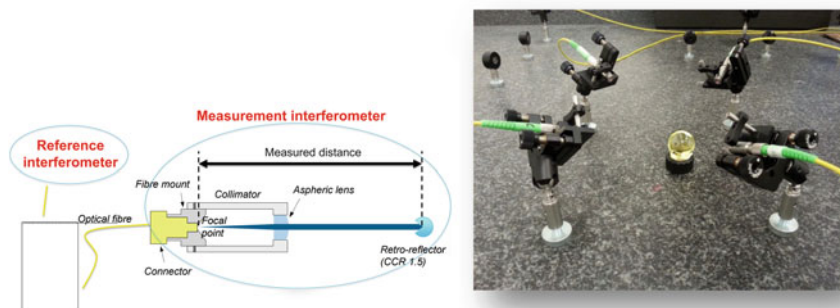 Measurement interferometer
Reference
interferometer
Measured distance
Fibre mount
Collimator
Aspheric lens
Optical fibre
Focal
point
Connector
Retro-reflector
(CCR 1.5)